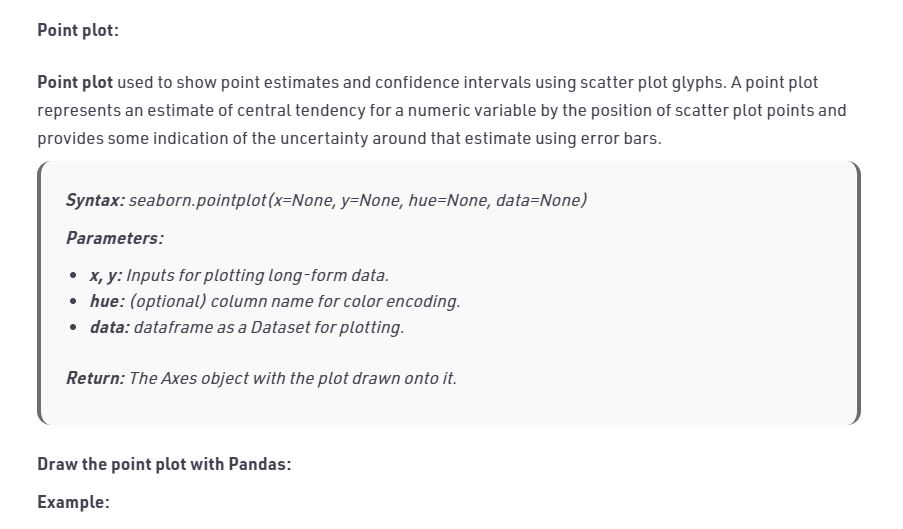 Point plot:
Point plot used to show point estimates and confidence intervals using scatter plot glyphs. A point plot
represents an estimate of central tendency for a numeric variable by the position of scatter plot points and
provides some indication of the uncertainty around that estimate using error bars.
Syntax: seaborn.pointplot(x=None, y=None, hue=None, data=None)
Parameters:
• x, y: Inputs for plotting long-form data.
• hue: (optional) column name for color encoding.
• data: dataframe as a Dataset for plotting.
Return: The Axes object with the plot drawn onto it.
Draw the point plot with Pandas:
Example: